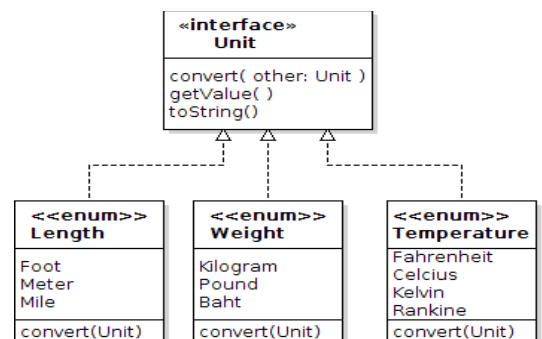 «interface»
Unit
convert( other: Unit )
getValue( )
toString()
<<enum>>
Length
Foot
Meter
Mile
convert(Unit)
<<enum>>
Weight
Kilogram
Pound
Baht
convert(Unit)
<<enum>>
Temperature
Fahrenheit
Celcius
Kelvin
Rankine
convert(Unit)